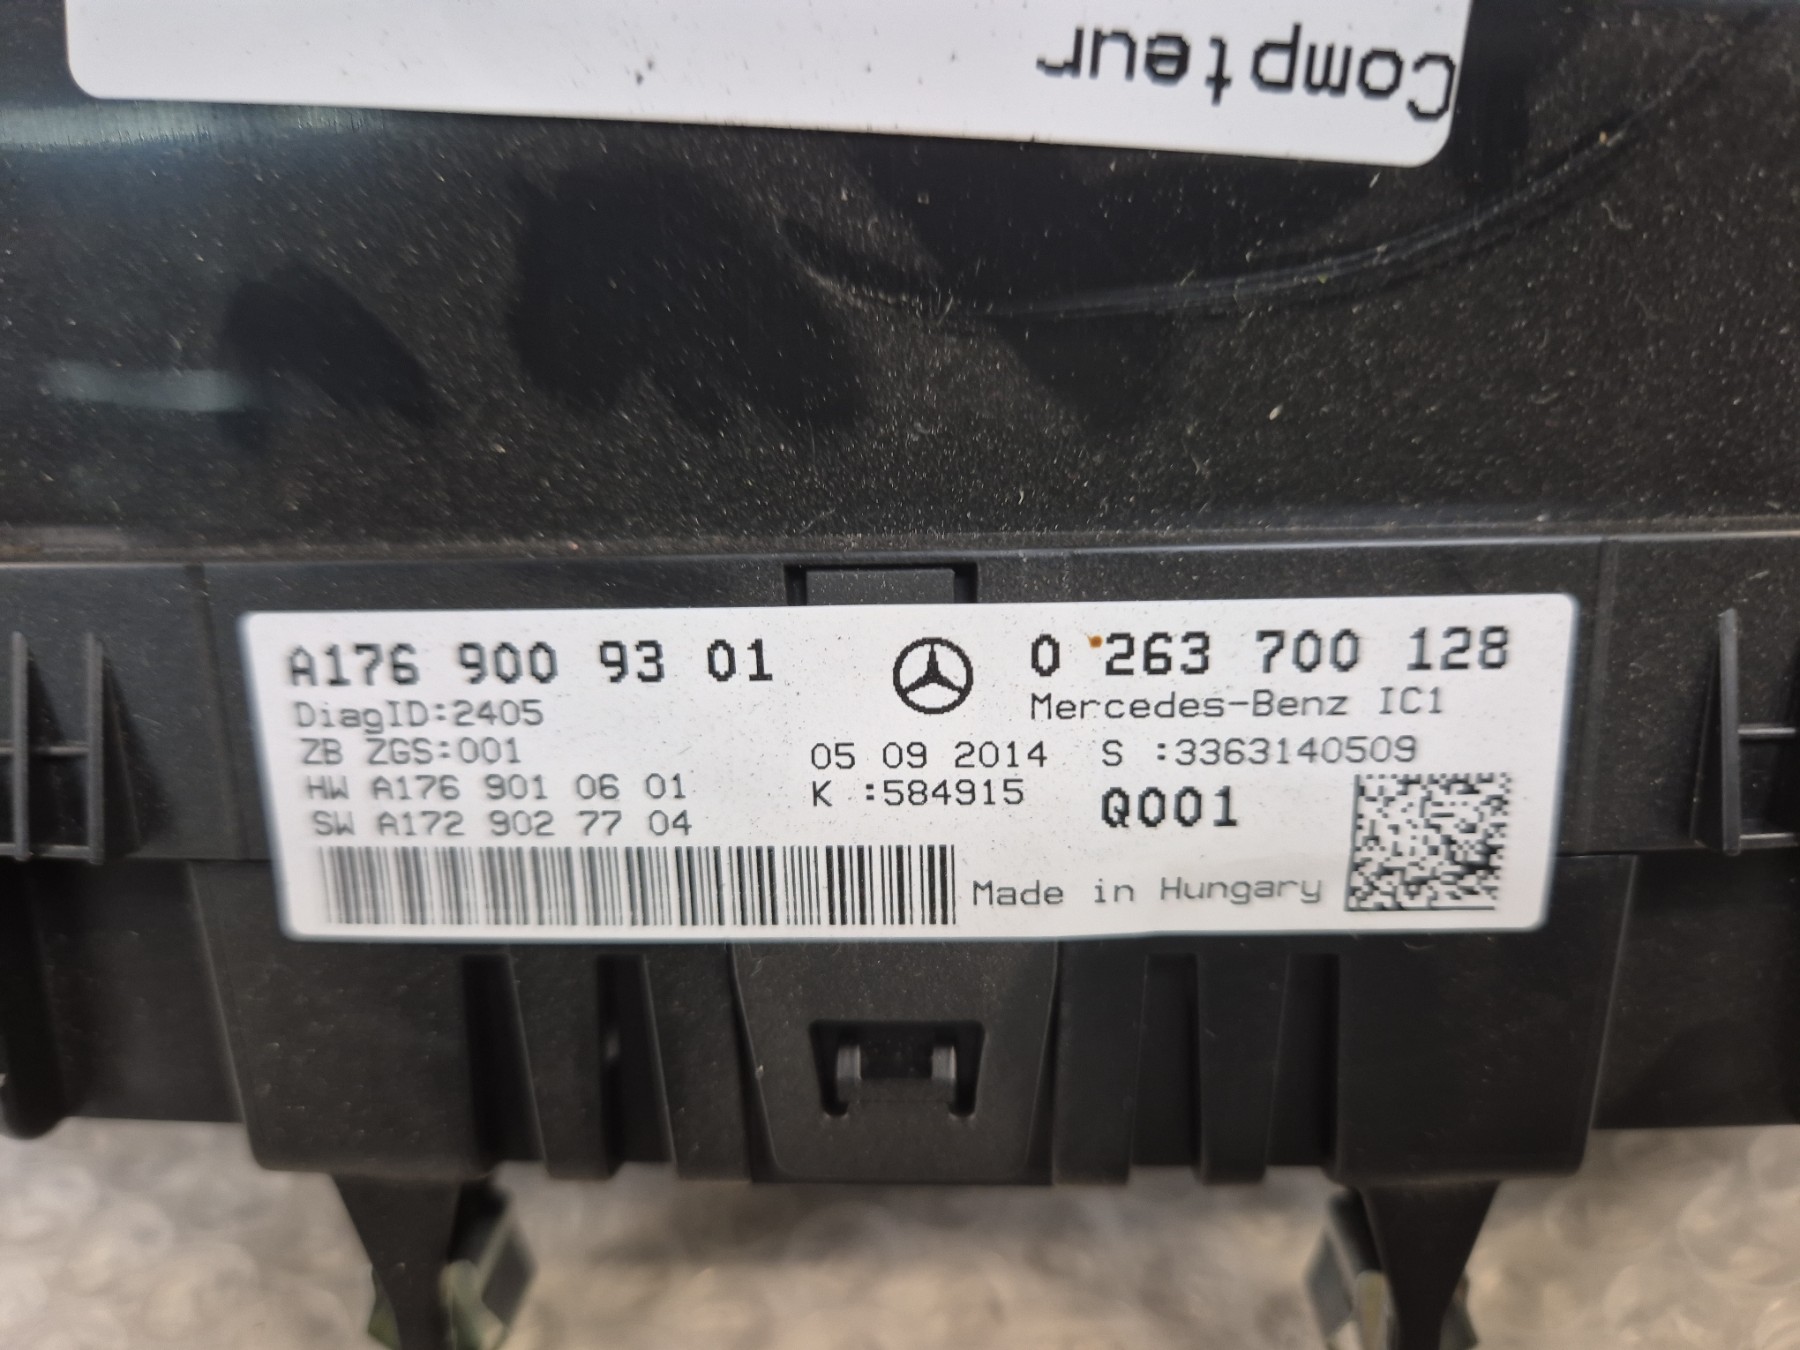 Compteur
A176 900 93 01
0 263 700 128
DiagID:2405
Mercedes-Benz IC1
ZB ZGS:001
05 09 2014
S :3363140509
HW A176 901 06 01
K :584915
Q001
SW A172 902 77 04
Made in Hungary